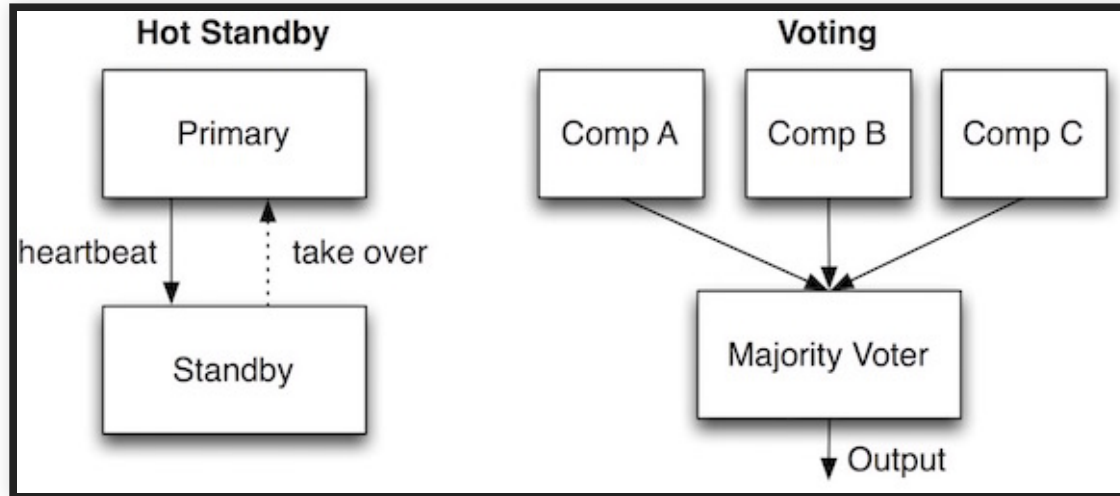 Hot Standby
Primary
heartbeat
take over
Standby
Voting
Comp A
Comp B
Comp C
Majority Voter
Output